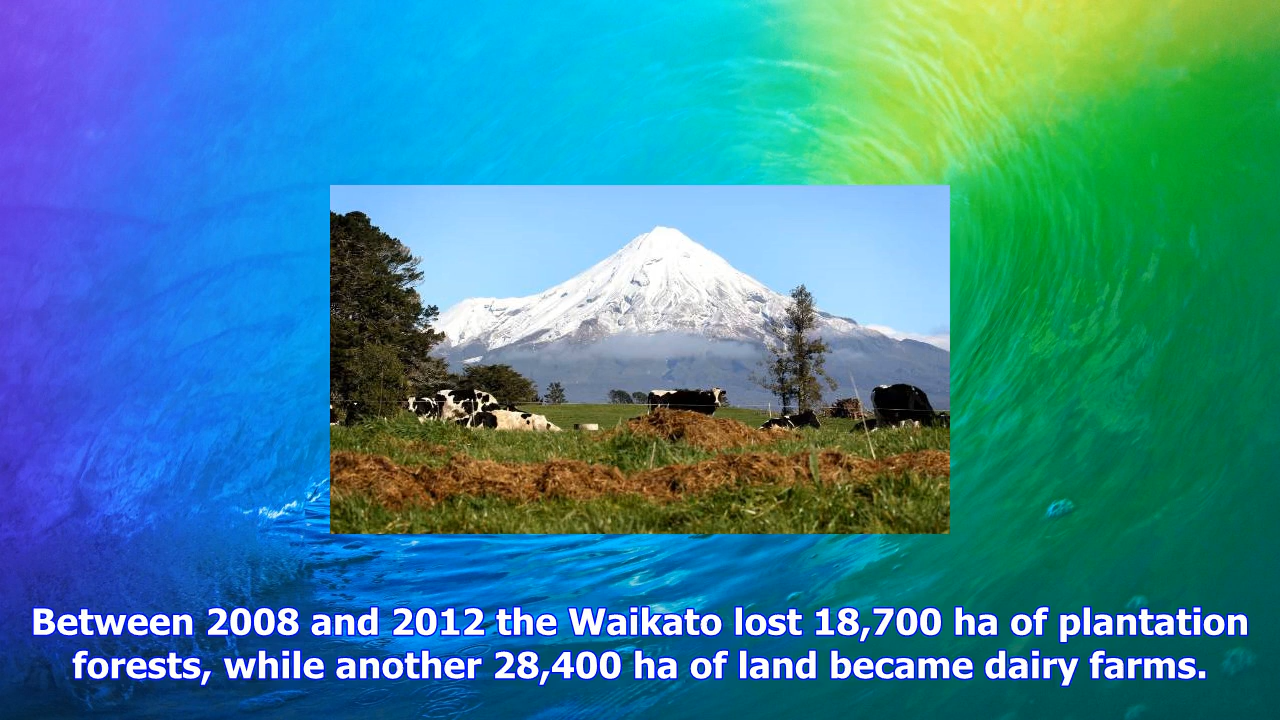 Between 2008 and 2012 the Waikato lost 18,700 ha of plantation
forests, while another 28,400 ha of land became dairy farms.